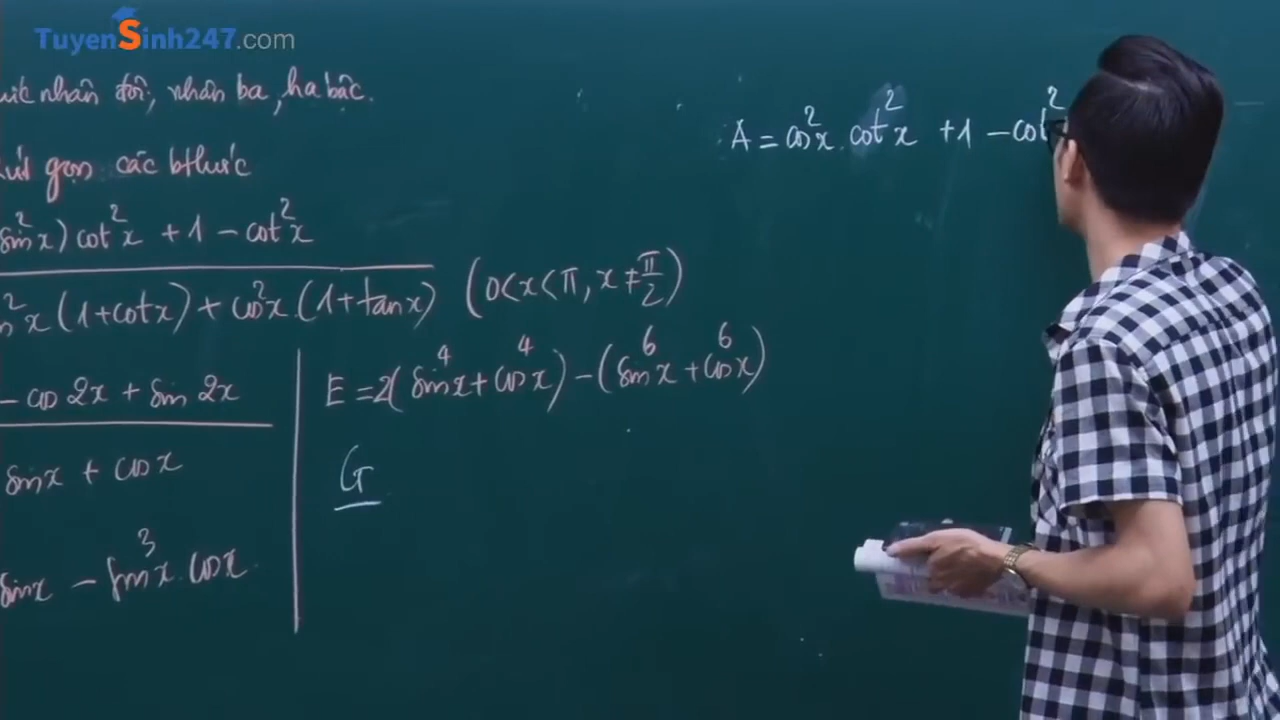 TuyenSinh247.com
nhân đôi, nhân ba, hạ bậc.
gọn các bthức
sin²x) cot²x + 1 - cot²x
²x (1+cotx) + cos²x (1+tanx) (0<x<π, x ≠ π/2)
- cos 2x + sin 2x
sinx + cosx
sinx - sin³x . cosx
E = 2(sin⁴x + cos⁴x) - (sin⁶x + cos⁶x)
G
A = cos²x . cot²x + 1 - cot²